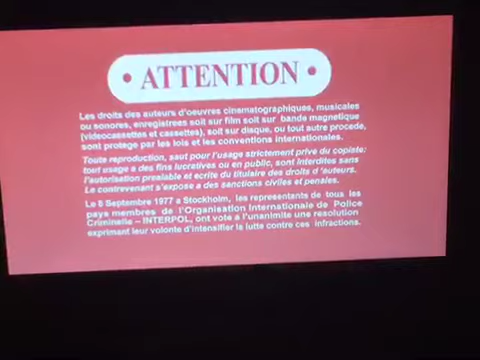 • ATTENTION •
Les droits des auteurs d'oeuvres cinematographiques, musicales
ou sonores, enregistrees soit sur film soit sur bande magnetique
(videocassettes et cassettes), soit sur disque, ou tout autre procede,
sont protege par les lois et les conventions internationales.
Toute reproduction, sauf pour l'usage strictement prive du copiste:
tout usage a des fins lucratives ou en public, sont interdites sans
l'autorisation prealable et ecrite du titulaire des droits d'auteurs.
Le contrevenant s'expose a des sanctions civiles et penales.
Le 8 Septembre 1977 a Stockholm, les representants de tous les
pays membres de l'Organisation Internationale de Police
Criminelle – INTERPOL, ont vote a l'unanimite une resolution
exprimant leur volonte d'intensifier la lutte contre ces infractions.